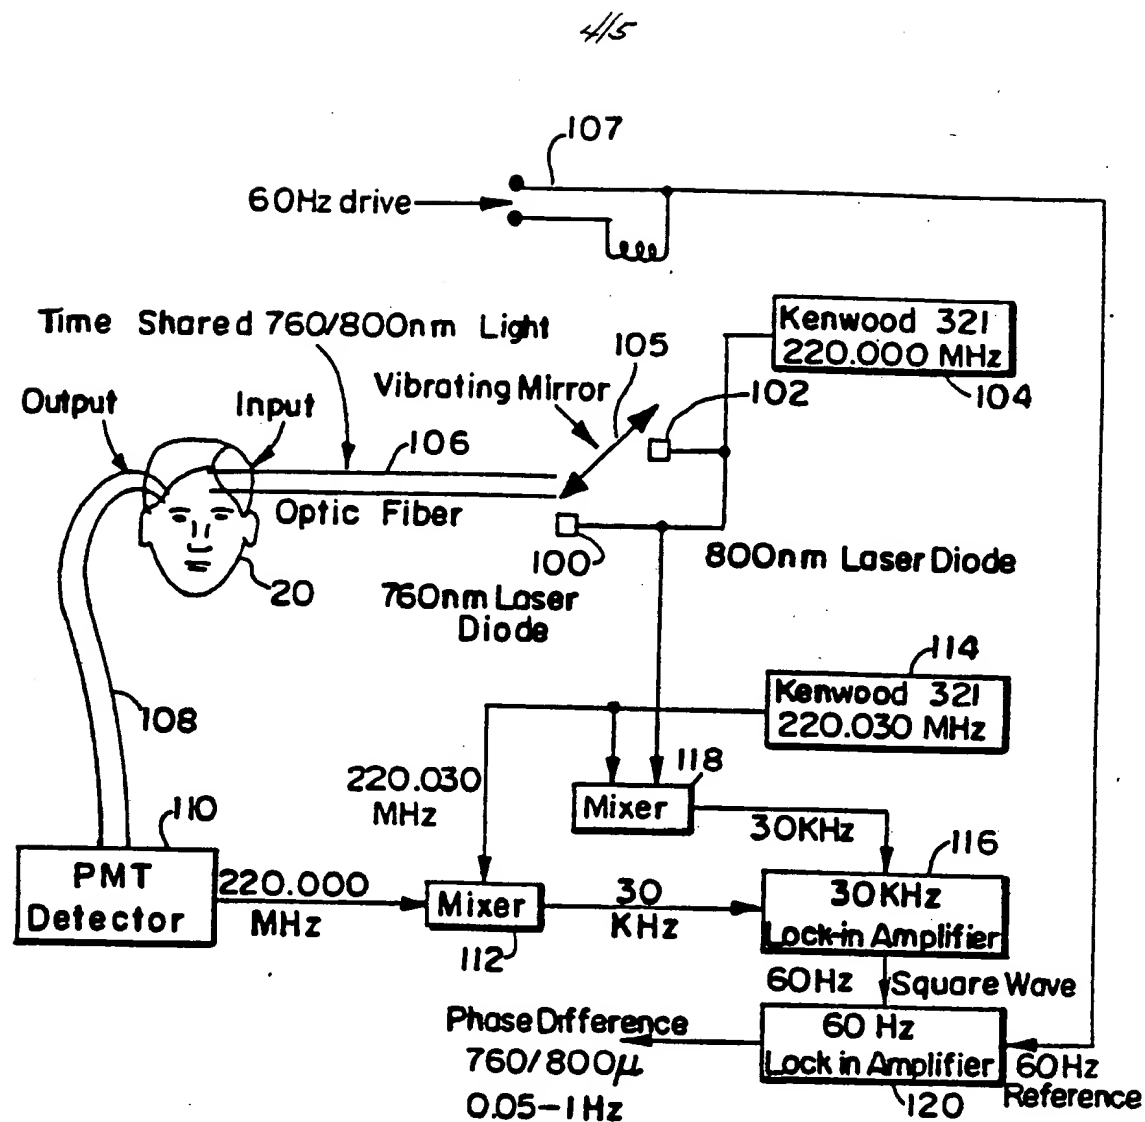 4/5
107
60Hz drive
Time Shared 760/800nm Light
Kenwood 321
220.000 MHz
104
105
Vibrating Mirror
102
Output
Input
106
Optic Fiber
100
800nm Laser Diode
20
760nm Laser
Diode
114
Kenwood 321
220.030 MHz
108
118
220.030
MHz
Mixer
30KHz
110
116
PMT
Detector
220.000
MHz
Mixer
112
30
KHz
30KHz
Lock-in Amplifier
60Hz
Square Wave
Phase Difference
760/800μ
0.05-1Hz
60 Hz
Lock in Amplifier
120
60Hz
Reference